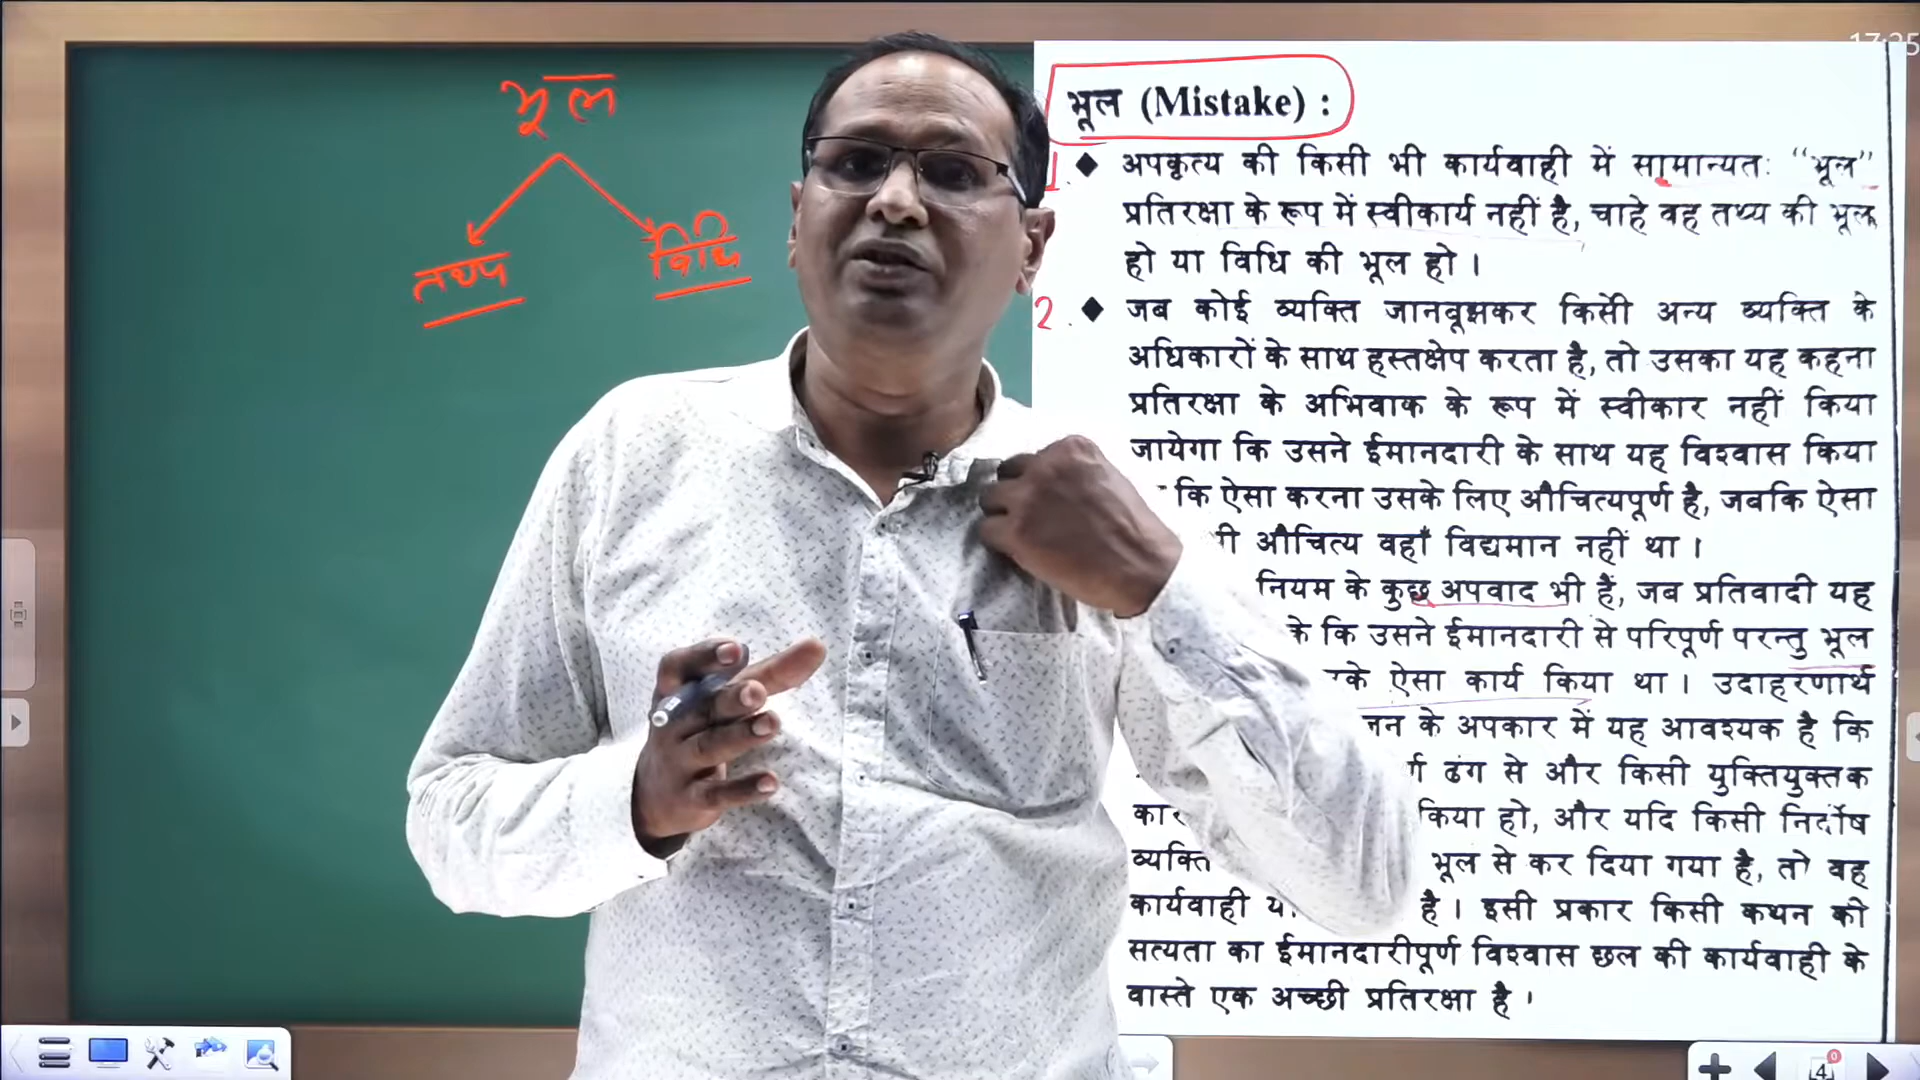 भूल
तथ्य
विधि
17:35
भूल (Mistake) :
1. ◆ अपकृत्य की किसी भी कार्यवाही में सामान्यतः “भूल”
प्रतिरक्षा के रूप में स्वीकार्य नहीं है, चाहे वह तथ्य की भूल
हो या विधि की भूल हो ।
2. ◆ जब कोई व्यक्ति जानबूझकर किसी अन्य व्यक्ति के
अधिकारों के साथ हस्तक्षेप करता है, तो उसका यह कहना
प्रतिरक्षा के अभिवाक के रूप में स्वीकार नहीं किया
जायेगा कि उसने ईमानदारी के साथ यह विश्वास किया
कि ऐसा करना उसके लिए औचित्यपूर्ण है, जबकि ऐसा
औचित्य वहाँ विद्यमान नहीं था ।
नियम के कुछ अपवाद भी हैं, जब प्रतिवादी यह
के कि उसने ईमानदारी से परिपूर्ण परन्तु भूल
ऐसा कार्य किया था । उदाहरणार्थ
के अपकार में यह आवश्यक है कि
ढंग से और किसी युक्तियुक्त
किया हो, और यदि किसी निर्दोष
व्यक्ति भूल से कर दिया गया है, तो वह
कार्यवाही है । इसी प्रकार किसी कथन की
सत्यता का ईमानदारीपूर्ण विश्वास छल की कार्यवाही के
वास्ते एक अच्छी प्रतिरक्षा है ।
4
0